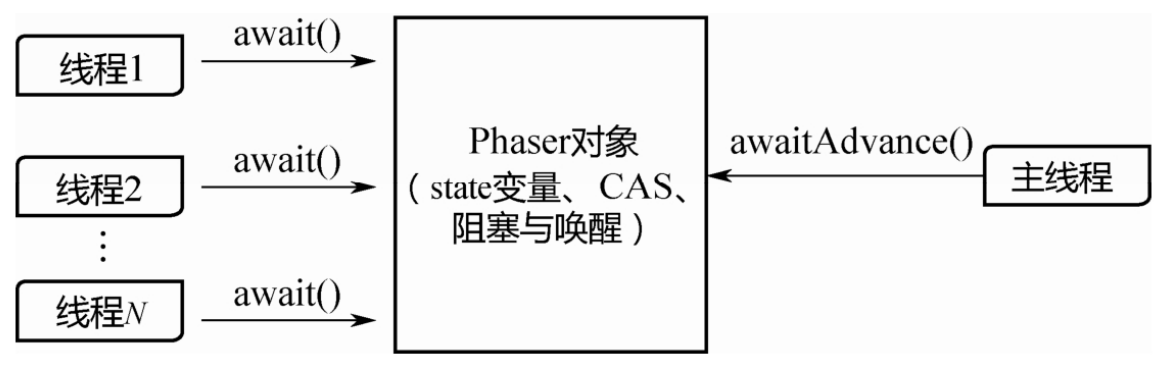 线程1
await()
线程2
await()
⋮
线程N
await()
Phaser对象
（state变量、CAS、
阻塞与唤醒）
awaitAdvance()
主线程